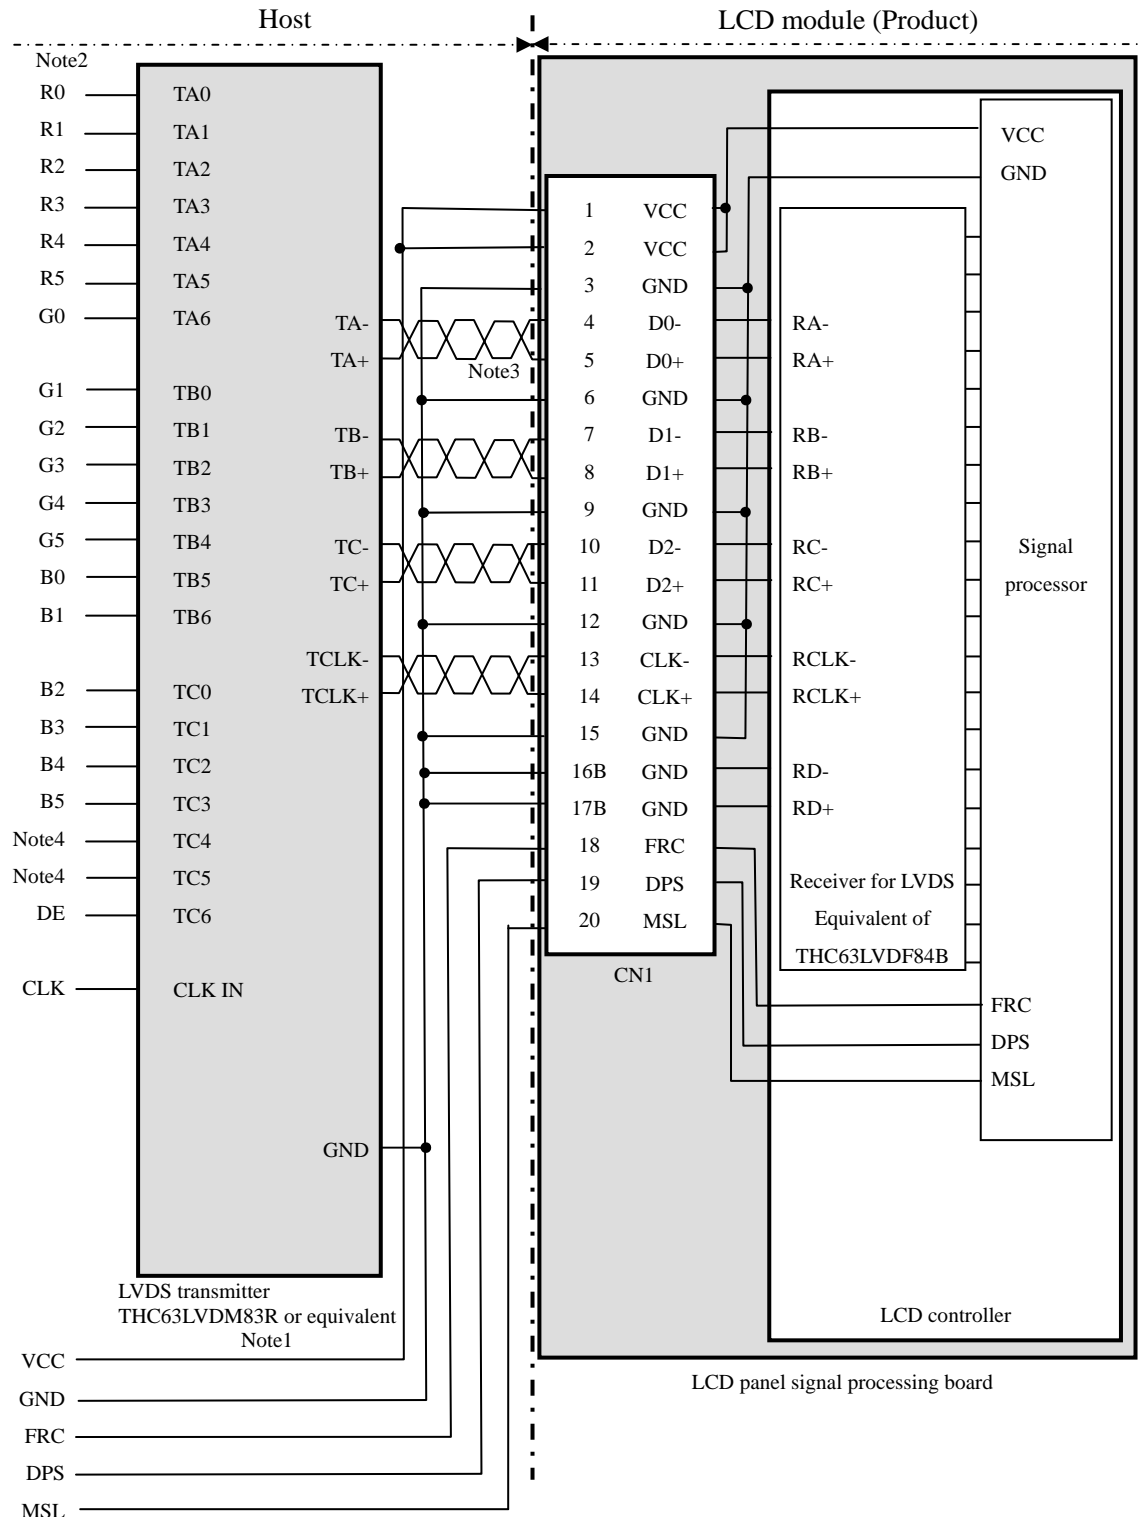 Host
LCD module (Product)
Note2
R0 TA0
R1 TA1
R2 TA2
R3 TA3
R4 TA4
R5 TA5
G0 TA6
G1 TB0
G2 TB1
G3 TB2
G4 TB3
G5 TB4
B0 TB5
B1 TB6
B2 TC0
B3 TC1
B4 TC2
B5 TC3
Note4 TC4
Note4 TC5
DE TC6
CLK CLK IN
TA-
TA+
TB-
TB+
TC-
TC+
TCLK-
TCLK+
GND
Note3
LVDS transmitter
THC63LVDM83R or equivalent
Note1
VCC
GND
FRC
DPS
MSL
1 VCC
2 VCC
3 GND
4 D0-
5 D0+
6 GND
7 D1-
8 D1+
9 GND
10 D2-
11 D2+
12 GND
13 CLK-
14 CLK+
15 GND
16B GND
17B GND
18 FRC
19 DPS
20 MSL
CN1
RA-
RA+
RB-
RB+
RC-
RC+
RCLK-
RCLK+
RD-
RD+
Receiver for LVDS
Equivalent of
THC63LVDF84B
VCC
GND
Signal
processor
FRC
DPS
MSL
LCD controller
LCD panel signal processing board